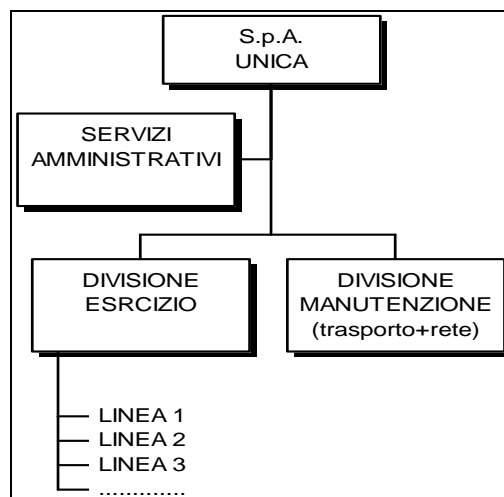 S.p.A.
UNICA
SERVIZI
AMMINISTRATIVI
DIVISIONE
ESRCIZIO
DIVISIONE
MANUTENZIONE
(trasporto+rete)
LINEA 1
LINEA 2
LINEA 3
.............